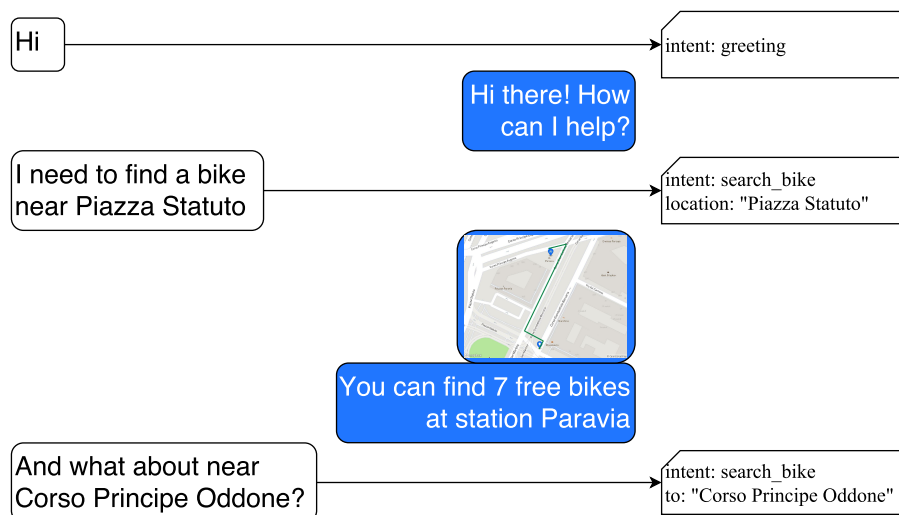 Hi
intent: greeting
Hi there! How
can I help?
I need to find a bike
near Piazza Statuto
intent: search_bike
location: "Piazza Statuto"
You can find 7 free bikes
at station Paravia
And what about near
Corso Principe Oddone?
intent: search_bike
to: "Corso Principe Oddone"